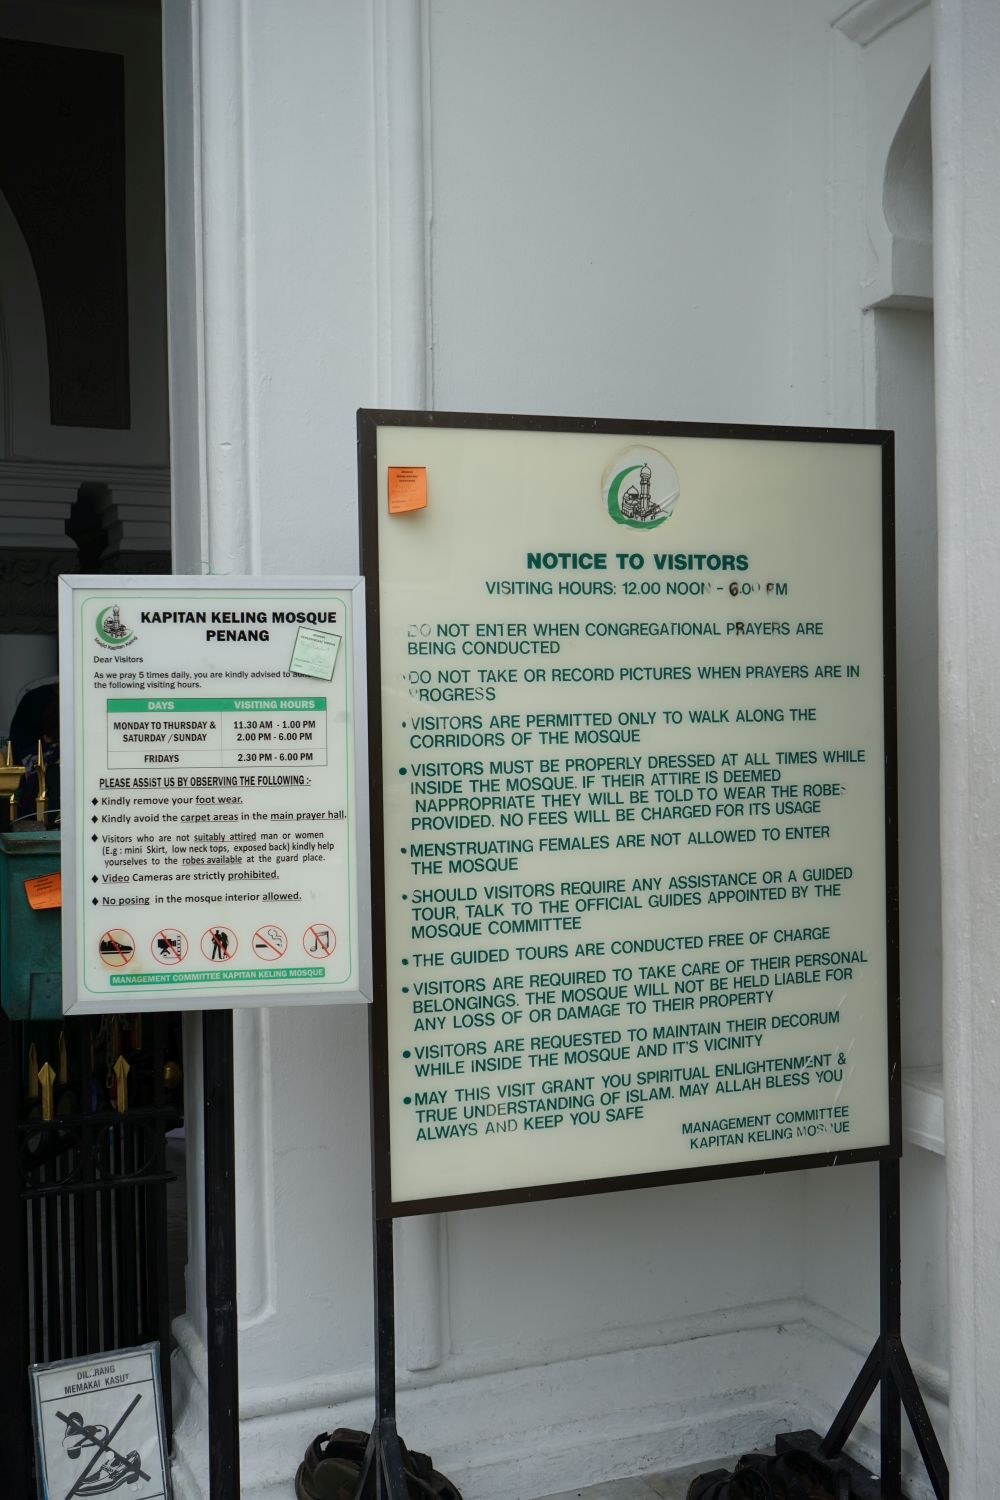 KAPITAN KELING MOSQUE
PENANG
Dear Visitors
As we pray 5 times daily, you are kindly advised to
the following visiting hours.
DAYS VISITING HOURS
MONDAY TO THURSDAY & SATURDAY / SUNDAY 11.30 AM - 1.00 PM 2.00 PM - 6.00 PM
FRIDAYS 2.30 PM - 6.00 PM
PLEASE ASSIST US BY OBSERVING THE FOLLOWING :-
♦ Kindly remove your foot wear.
♦ Kindly avoid the carpet areas in the main prayer hall.
♦ Visitors who are not suitably attired man or women
(E.g : mini Skirt, low neck tops, exposed back) kindly help
yourselves to the robes available at the guard place.
♦ Video Cameras are strictly prohibited.
♦ No posing in the mosque interior allowed.
MANAGEMENT COMMITTEE KAPITAN KELING MOSQUE
NOTICE TO VISITORS
VISITING HOURS: 12.00 NOON - 6.00 PM
DO NOT ENTER WHEN CONGREGATIONAL PRAYERS ARE
BEING CONDUCTED
• DO NOT TAKE OR RECORD PICTURES WHEN PRAYERS ARE IN
PROGRESS
• VISITORS ARE PERMITTED ONLY TO WALK ALONG THE
CORRIDORS OF THE MOSQUE
• VISITORS MUST BE PROPERLY DRESSED AT ALL TIMES WHILE
INSIDE THE MOSQUE. IF THEIR ATTIRE IS DEEMED
NAPPROPRIATE THEY WILL BE TOLD TO WEAR THE ROBES
PROVIDED. NO FEES WILL BE CHARGED FOR ITS USAGE
• MENSTRUATING FEMALES ARE NOT ALLOWED TO ENTER
THE MOSQUE
• SHOULD VISITORS REQUIRE ANY ASSISTANCE OR A GUIDED
TOUR, TALK TO THE OFFICIAL GUIDES APPOINTED BY THE
MOSQUE COMMITTEE
• THE GUIDED TOURS ARE CONDUCTED FREE OF CHARGE
• VISITORS ARE REQUIRED TO TAKE CARE OF THEIR PERSONAL
BELONGINGS. THE MOSQUE WILL NOT BE HELD LIABLE FOR
ANY LOSS OF OR DAMAGE TO THEIR PROPERTY
• VISITORS ARE REQUESTED TO MAINTAIN THEIR DECORUM
WHILE INSIDE THE MOSQUE AND IT'S VICINITY
• MAY THIS VISIT GRANT YOU SPIRITUAL ENLIGHTENMENT &
TRUE UNDERSTANDING OF ISLAM. MAY ALLAH BLESS YOU
ALWAYS AND KEEP YOU SAFE
MANAGEMENT COMMITTEE
KAPITAN KELING MOSQUE
MEMAKAI KASUT